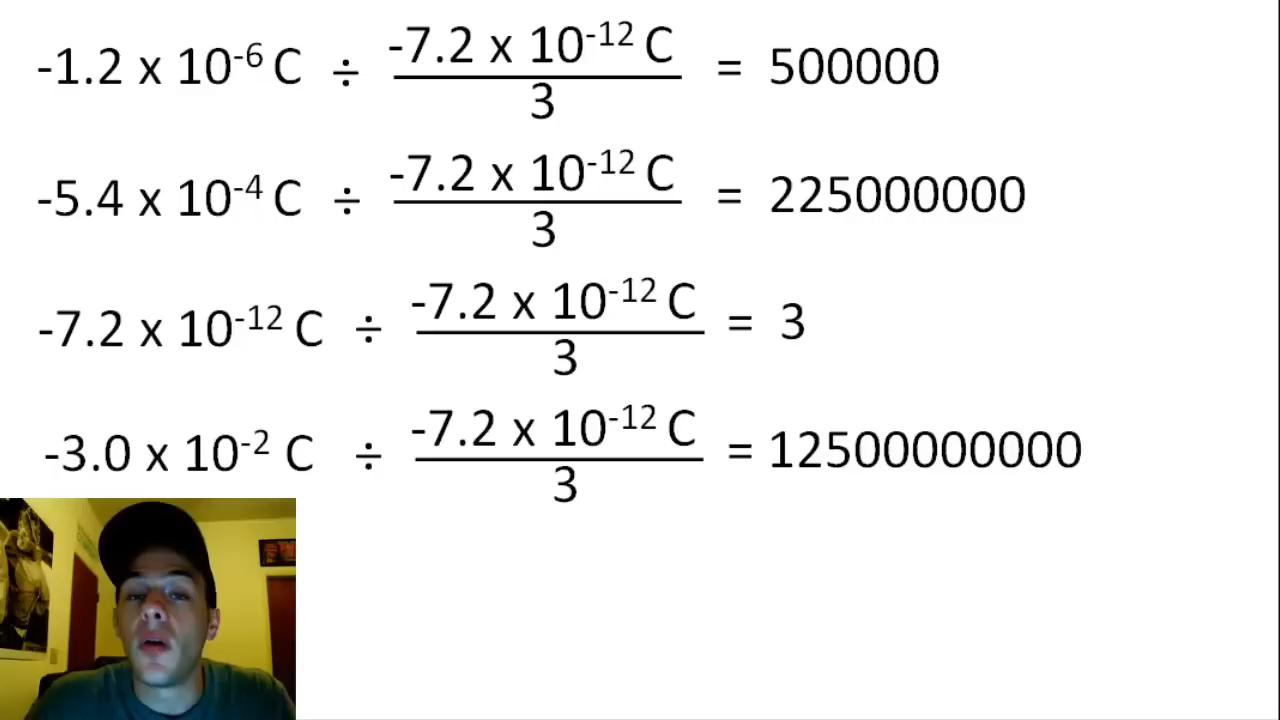 -1.2 x 10⁻⁶ C ÷ -7.2 x 10⁻¹² C / 3 = 500000
-5.4 x 10⁻⁴ C ÷ -7.2 x 10⁻¹² C / 3 = 225000000
-7.2 x 10⁻¹² C ÷ -7.2 x 10⁻¹² C / 3 = 3
-3.0 x 10⁻² C ÷ -7.2 x 10⁻¹² C / 3 = 12500000000